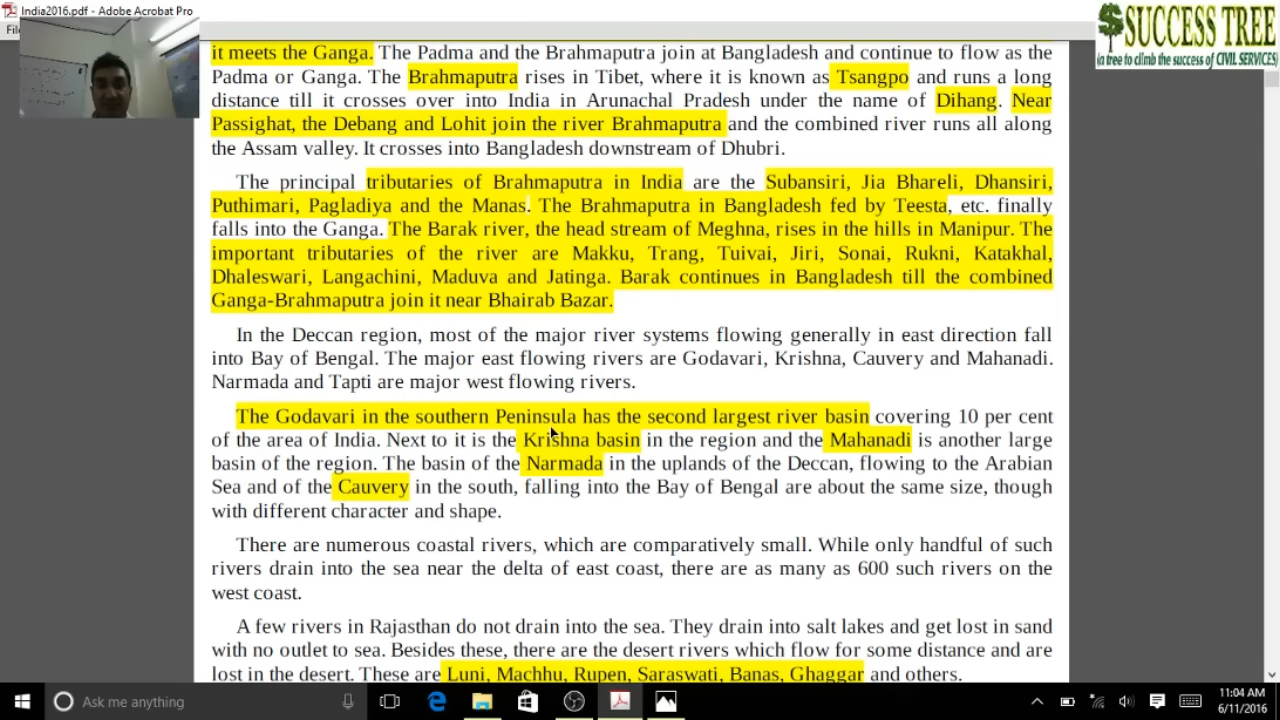 India2016.pdf - Adobe Acrobat Pro
SUCCESS TREE
(a tree to climb the success of CIVIL SERVICES)
it meets the Ganga. The Padma and the Brahmaputra join at Bangladesh and continue to flow as the
Padma or Ganga. The Brahmaputra rises in Tibet, where it is known as Tsangpo and runs a long
distance till it crosses over into India in Arunachal Pradesh under the name of Dihang. Near
Passighat, the Debang and Lohit join the river Brahmaputra and the combined river runs all along
the Assam valley. It crosses into Bangladesh downstream of Dhubri.
The principal tributaries of Brahmaputra in India are the Subansiri, Jia Bhareli, Dhansiri,
Puthimari, Pagladiya and the Manas. The Brahmaputra in Bangladesh fed by Teesta, etc. finally
falls into the Ganga. The Barak river, the head stream of Meghna, rises in the hills in Manipur. The
important tributaries of the river are Makku, Trang, Tuivai, Jiri, Sonai, Rukni, Katakhal,
Dhaleswari, Langachini, Maduva and Jatinga. Barak continues in Bangladesh till the combined
Ganga-Brahmaputra join it near Bhairab Bazar.
In the Deccan region, most of the major river systems flowing generally in east direction fall
into Bay of Bengal. The major east flowing rivers are Godavari, Krishna, Cauvery and Mahanadi.
Narmada and Tapti are major west flowing rivers.
The Godavari in the southern Peninsula has the second largest river basin covering 10 per cent
of the area of India. Next to it is the Krishna basin in the region and the Mahanadi is another large
basin of the region. The basin of the Narmada in the uplands of the Deccan, flowing to the Arabian
Sea and of the Cauvery in the south, falling into the Bay of Bengal are about the same size, though
with different character and shape.
There are numerous coastal rivers, which are comparatively small. While only handful of such
rivers drain into the sea near the delta of east coast, there are as many as 600 such rivers on the
west coast.
A few rivers in Rajasthan do not drain into the sea. They drain into salt lakes and get lost in sand
with no outlet to sea. Besides these, there are the desert rivers which flow for some distance and are
lost in the desert. These are Luni, Machhu, Rupen, Saraswati, Banas, Ghaggar and others.
Ask me anything
11:04 AM
6/11/2016